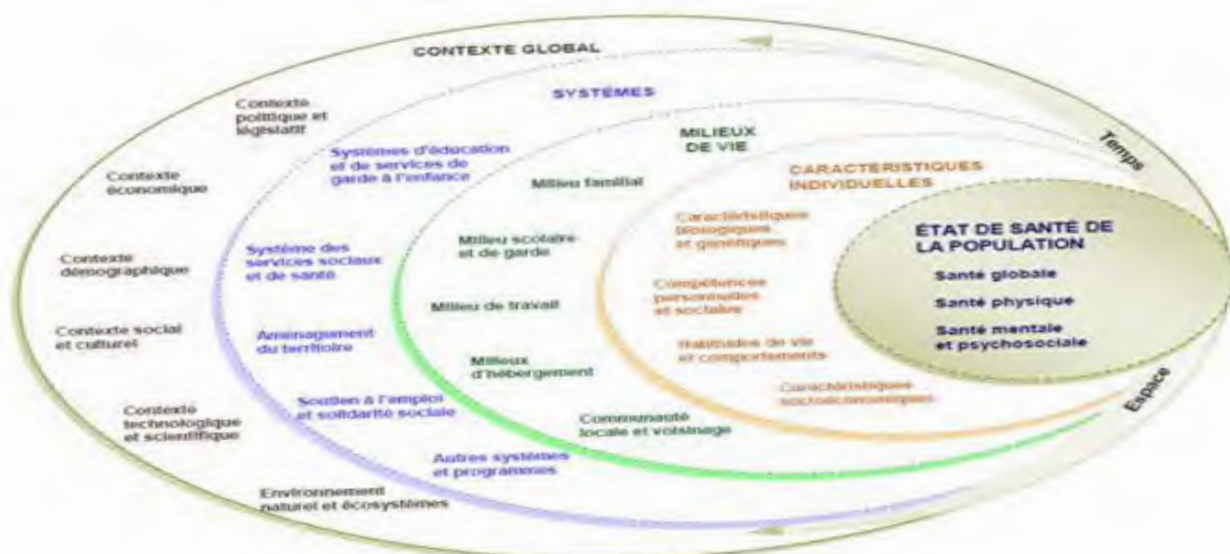 CONTEXTE GLOBAL
Contexte
politique et
législatif
Contexte
économique
Contexte
démographique
Contexte social
et culturel
Contexte
technologique
et scientifique
Environnement
naturel et écosystèmes
SYSTÈMES
Systèmes d'éducation
et de services de
garde à l'enfance
Système des
services sociaux
et de santé
Aménagement
du territoire
Soutien à l'emploi
et solidarité sociale
Autres systèmes
et programmes
MILIEUX
DE VIE
Milieu familial
Milieu scolaire
et de garde
Milieu de travail
Milieux
d'hébergement
Communauté
locale et voisinage
CARACTÉRISTIQUES
INDIVIDUELLES
Caractéristiques
biologiques
et génétiques
Compétences
personnelles
et sociales
Habitudes de vie
et comportements
Caractéristiques
socioéconomiques
ÉTAT DE SANTÉ DE
LA POPULATION
Santé globale
Santé physique
Santé mentale
et psychosociale
Temps
Espace